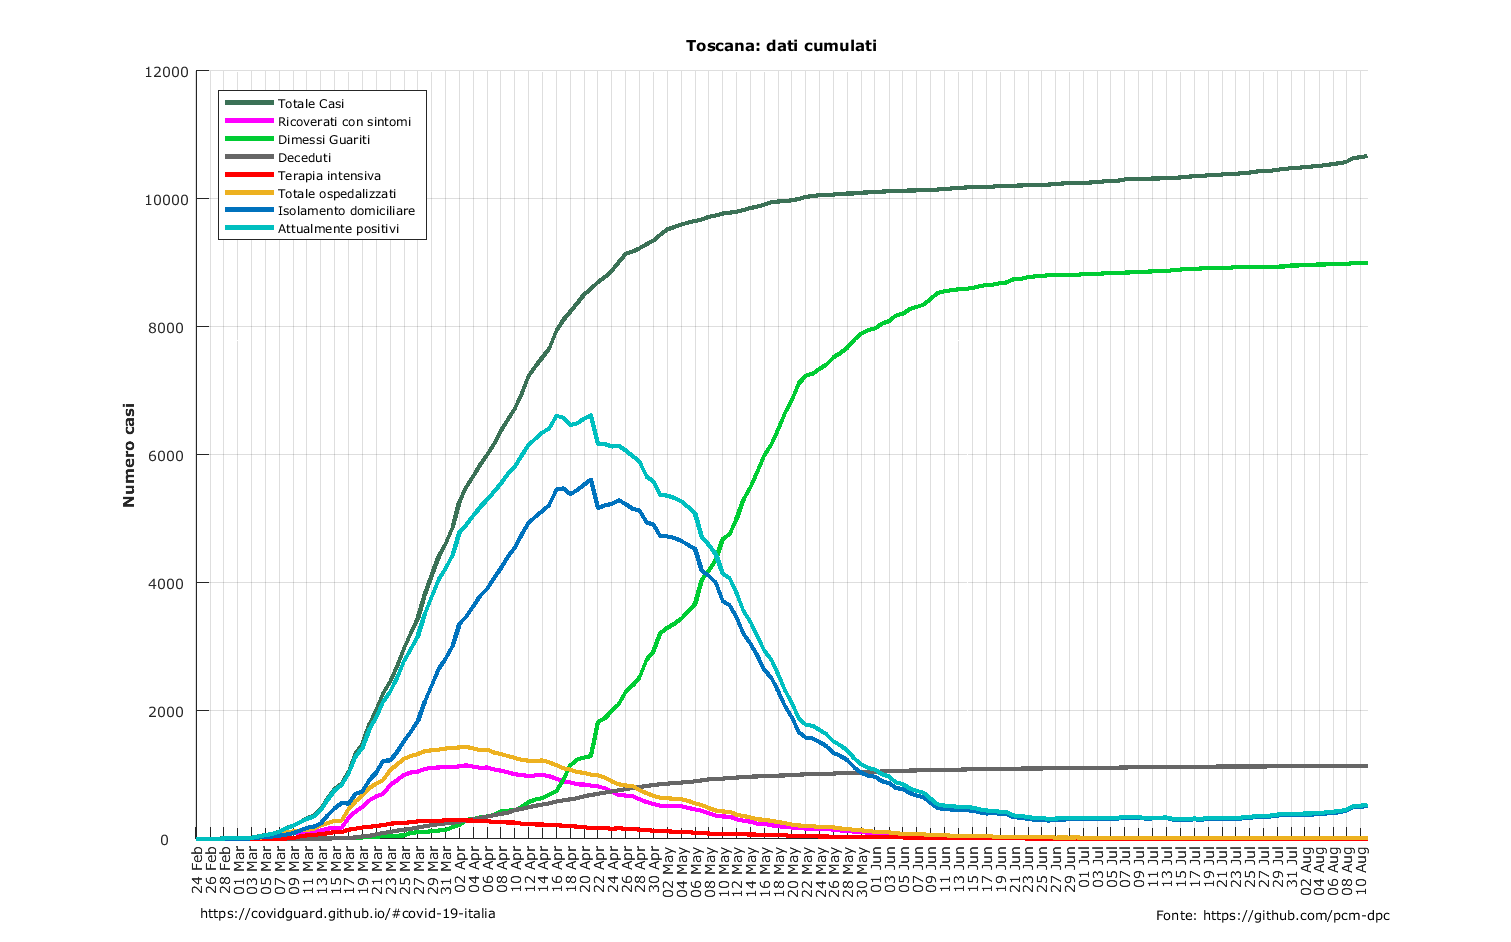 Toscana: dati cumulati
12000
10000
8000
6000
4000
2000
0
Numero casi
Totale Casi
Ricoverati con sintomi
Dimessi Guariti
Deceduti
Terapia intensiva
Totale ospedalizzati
Isolamento domiciliare
Attualmente positivi
24 Feb
26 Feb
28 Feb
01 Mar
03 Mar
05 Mar
07 Mar
09 Mar
11 Mar
13 Mar
15 Mar
17 Mar
19 Mar
21 Mar
23 Mar
25 Mar
27 Mar
29 Mar
31 Mar
02 Apr
04 Apr
06 Apr
08 Apr
10 Apr
12 Apr
14 Apr
16 Apr
18 Apr
20 Apr
22 Apr
24 Apr
26 Apr
28 Apr
30 Apr
02 May
04 May
06 May
08 May
10 May
12 May
14 May
16 May
18 May
20 May
22 May
24 May
26 May
28 May
30 May
01 Jun
03 Jun
05 Jun
07 Jun
09 Jun
11 Jun
13 Jun
15 Jun
17 Jun
19 Jun
21 Jun
23 Jun
25 Jun
27 Jun
29 Jun
01 Jul
03 Jul
05 Jul
07 Jul
09 Jul
11 Jul
13 Jul
15 Jul
17 Jul
19 Jul
21 Jul
23 Jul
25 Jul
27 Jul
29 Jul
31 Jul
02 Aug
04 Aug
06 Aug
08 Aug
10 Aug
https://covidguard.github.io/#covid-19-italia
Fonte: https://github.com/pcm-dpc